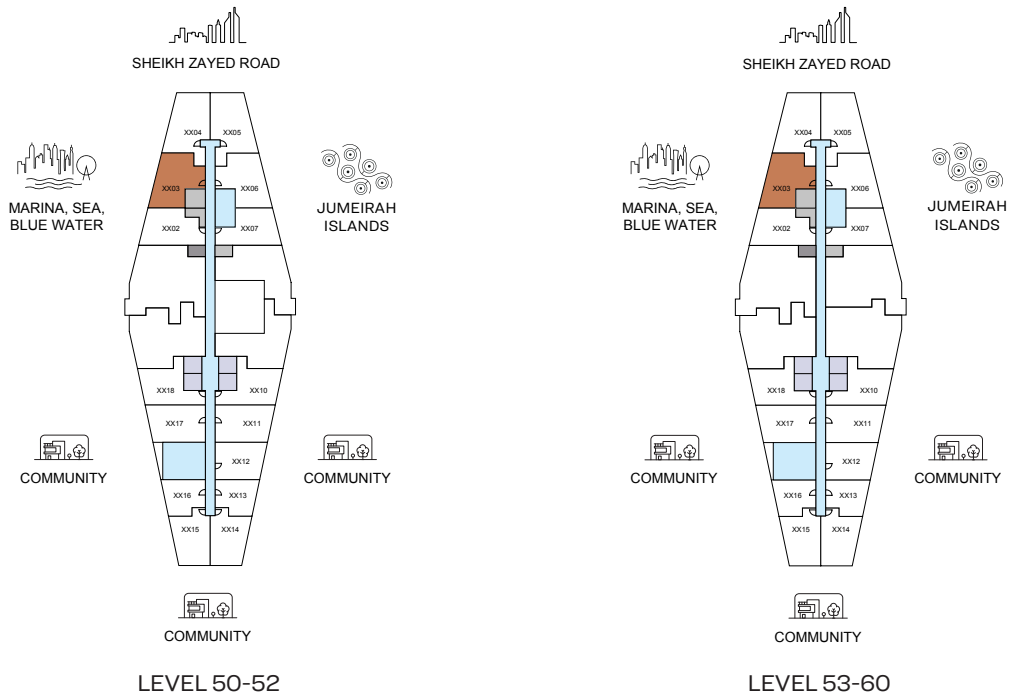 SHEIKH ZAYED ROAD
XX04
XX05
XX03
XX06
MARINA, SEA,
BLUE WATER
JUMEIRAH
ISLANDS
XX02
XX07
XX18
XX10
XX17
XX11
XX12
COMMUNITY
COMMUNITY
XX16
XX13
XX15
XX14
COMMUNITY
LEVEL 50-52
SHEIKH ZAYED ROAD
XX04
XX05
XX03
XX06
MARINA, SEA,
BLUE WATER
JUMEIRAH
ISLANDS
XX02
XX07
XX18
XX10
XX17
XX11
XX12
COMMUNITY
COMMUNITY
XX16
XX13
XX15
XX14
COMMUNITY
LEVEL 53-60